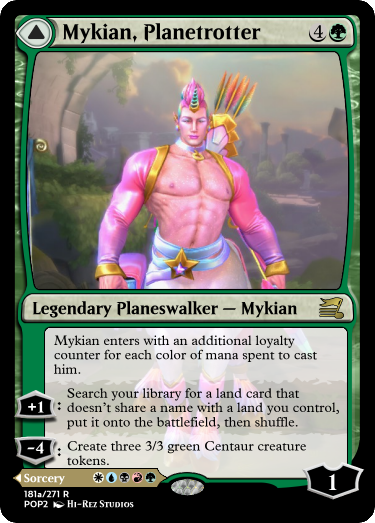 Mykian, Planetrotter
4
Legendary Planeswalker — Mykian
Mykian enters with an additional loyalty
counter for each color of mana spent to cast
him.
+1: Search your library for a land card that
doesn't share a name with a land you control,
put it onto the battlefield, then shuffle.
-4: Create three 3/3 green Centaur creature
tokens.
Sorcery
1
181a/271 R
POP2 Hi-Rez Studios